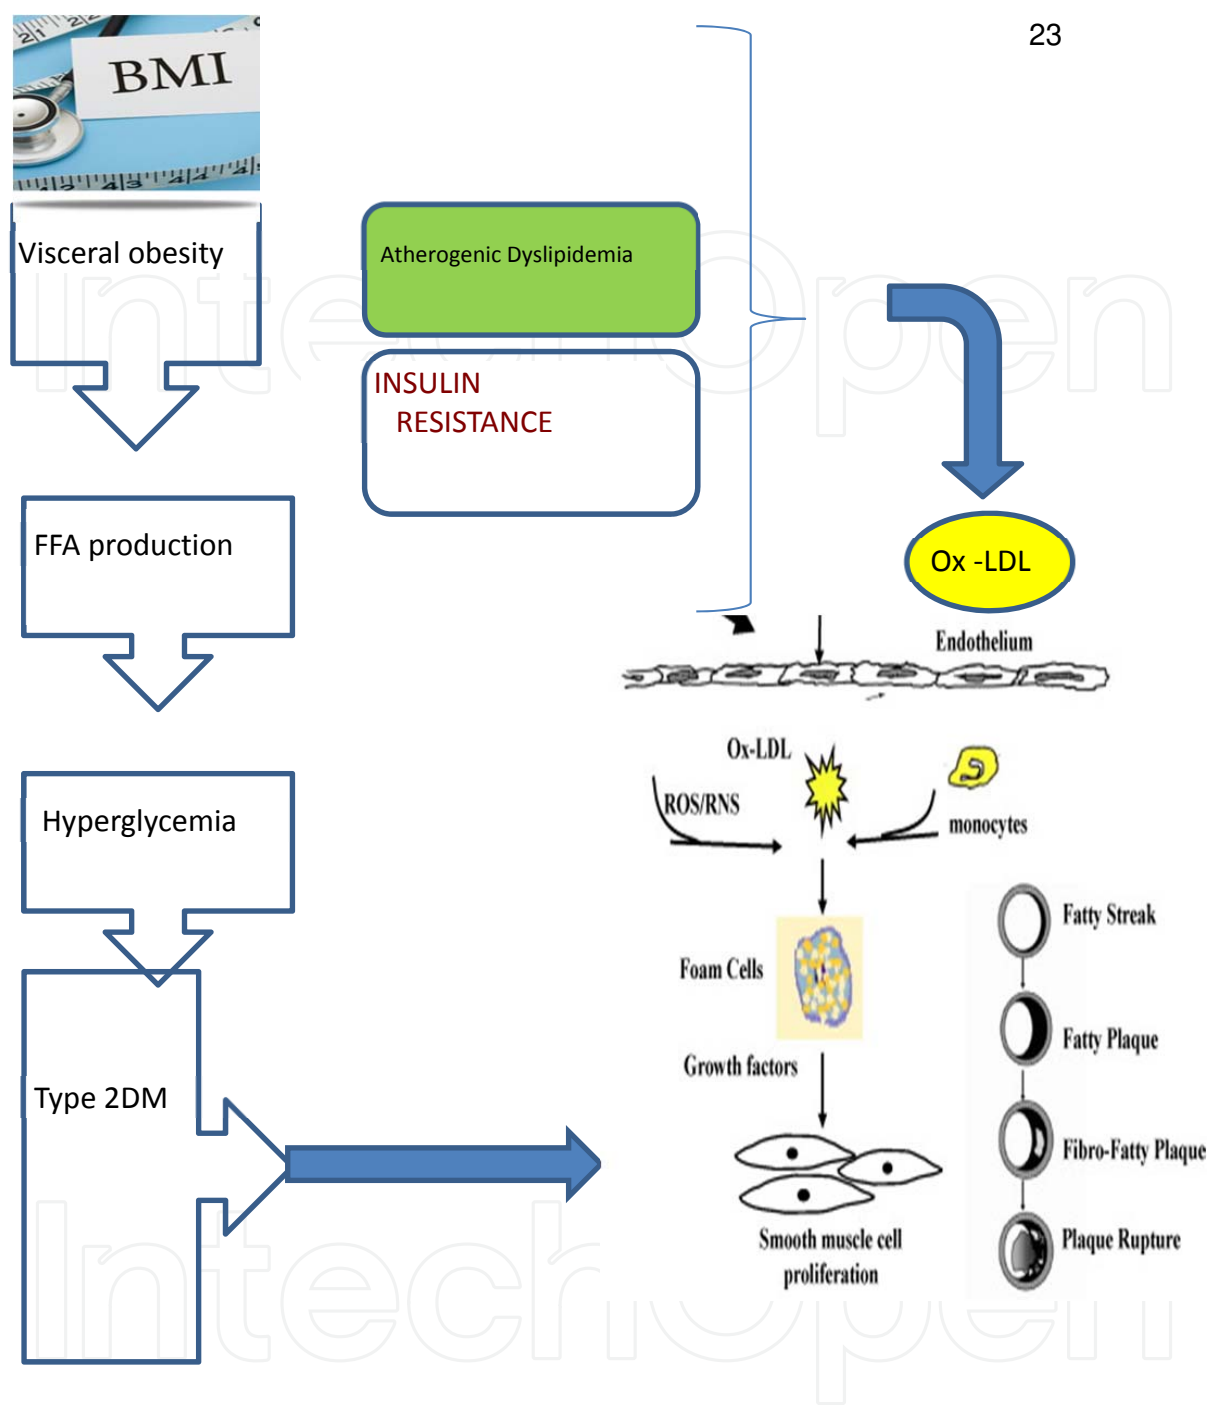 23
BMI
Visceral obesity
Atherogenic Dyslipidemia
INSULIN
RESISTANCE
FFA production
Ox -LDL
Endothelium
Ox-LDL
ROS/RNS
monocytes
Hyperglycemia
Fatty Streak
Foam Cells
Fatty Plaque
Growth factors
Type 2DM
Fibro-Fatty Plaque
Smooth muscle cell
proliferation
Plaque Rupture
IntechOpen
IntechOpen